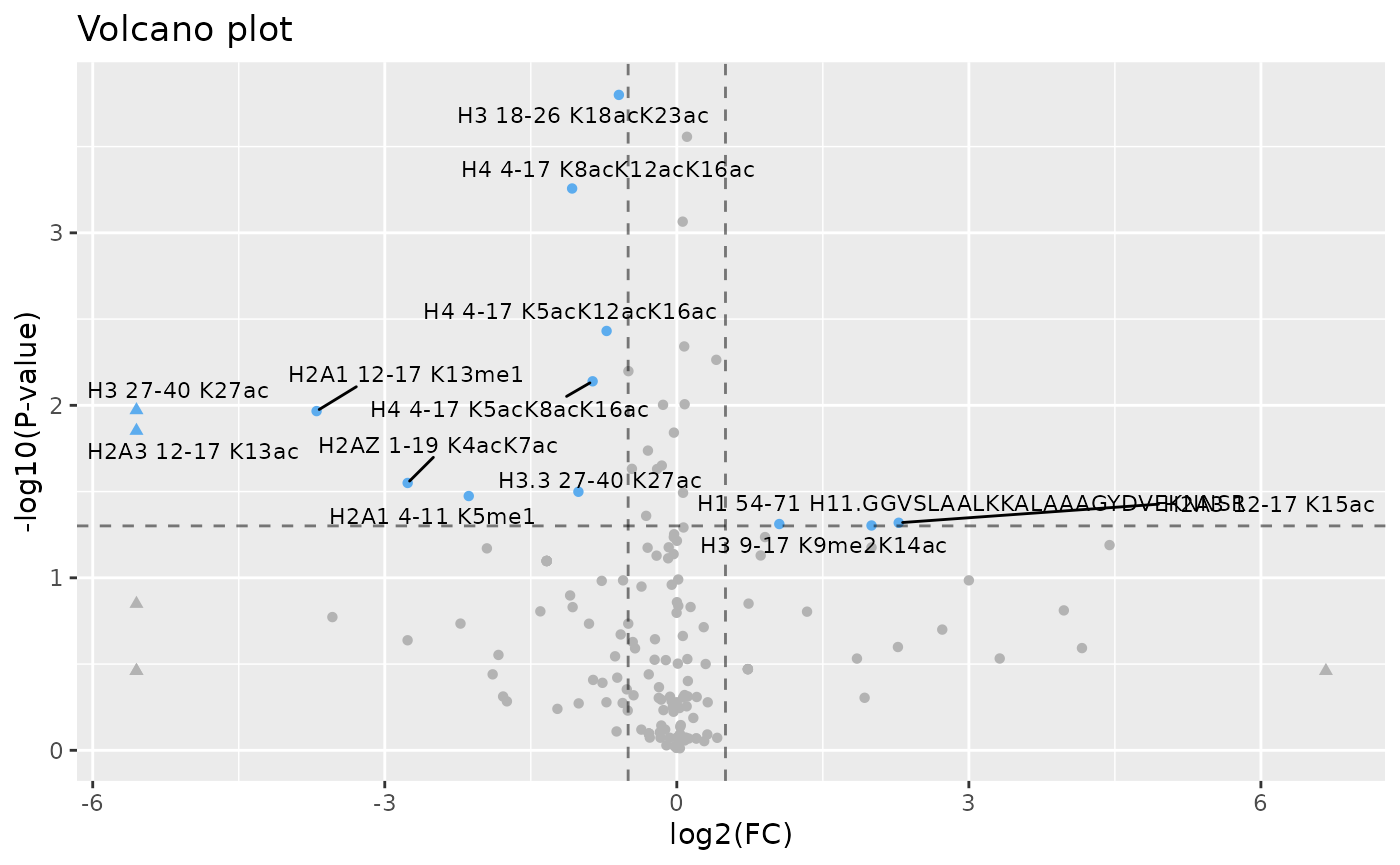 Volcano plot
H3 18-26 K18acK23ac
H4 4-17 K8acK12acK16ac
3
H4 4-17 K5acK12acK16ac
H2A1 12-17 K13me1
H3 27-40 K27ac
2
H4 4-17 K5acK8acK16ac
H2AZ 1-19 K4acK7ac
H2A3 12-17 K13ac
H3.3 27-40 K27ac
H1 54-71 H11.GGVSLAALKKALAAAGYDVEKNNSR
H2A3 12-17 K15ac
H2A1 4-11 K5me1
H3 9-17 K9me2K14ac
1
0
-6 -3 0 3 6
log2(FC)
-log10(P-value)